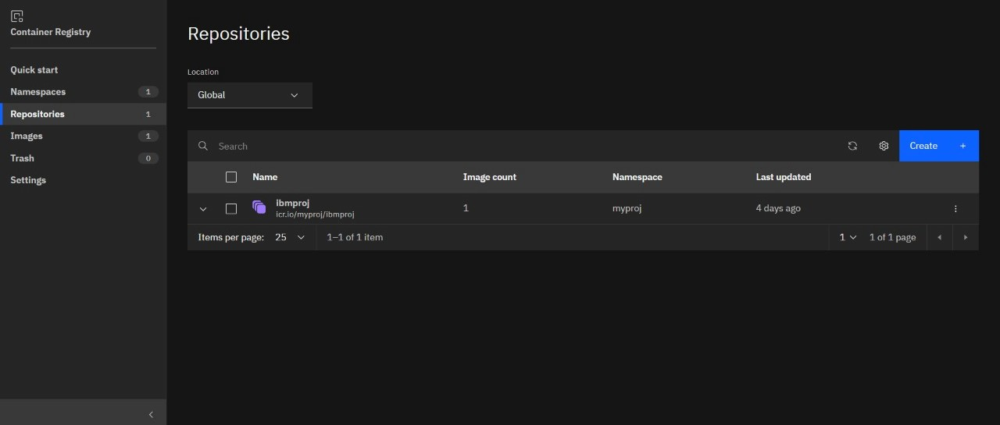 Container Registry
Quick start
Namespaces 1
Repositories 1
Images 1
Trash 0
Settings
Repositories
Location
Global
Search
Create +
Name Image count Namespace Last updated
ibmproj 1 myproj 4 days ago
icr.io/myproj/ibmproj
Items per page: 25 1–1 of 1 item 1 1 of 1 page